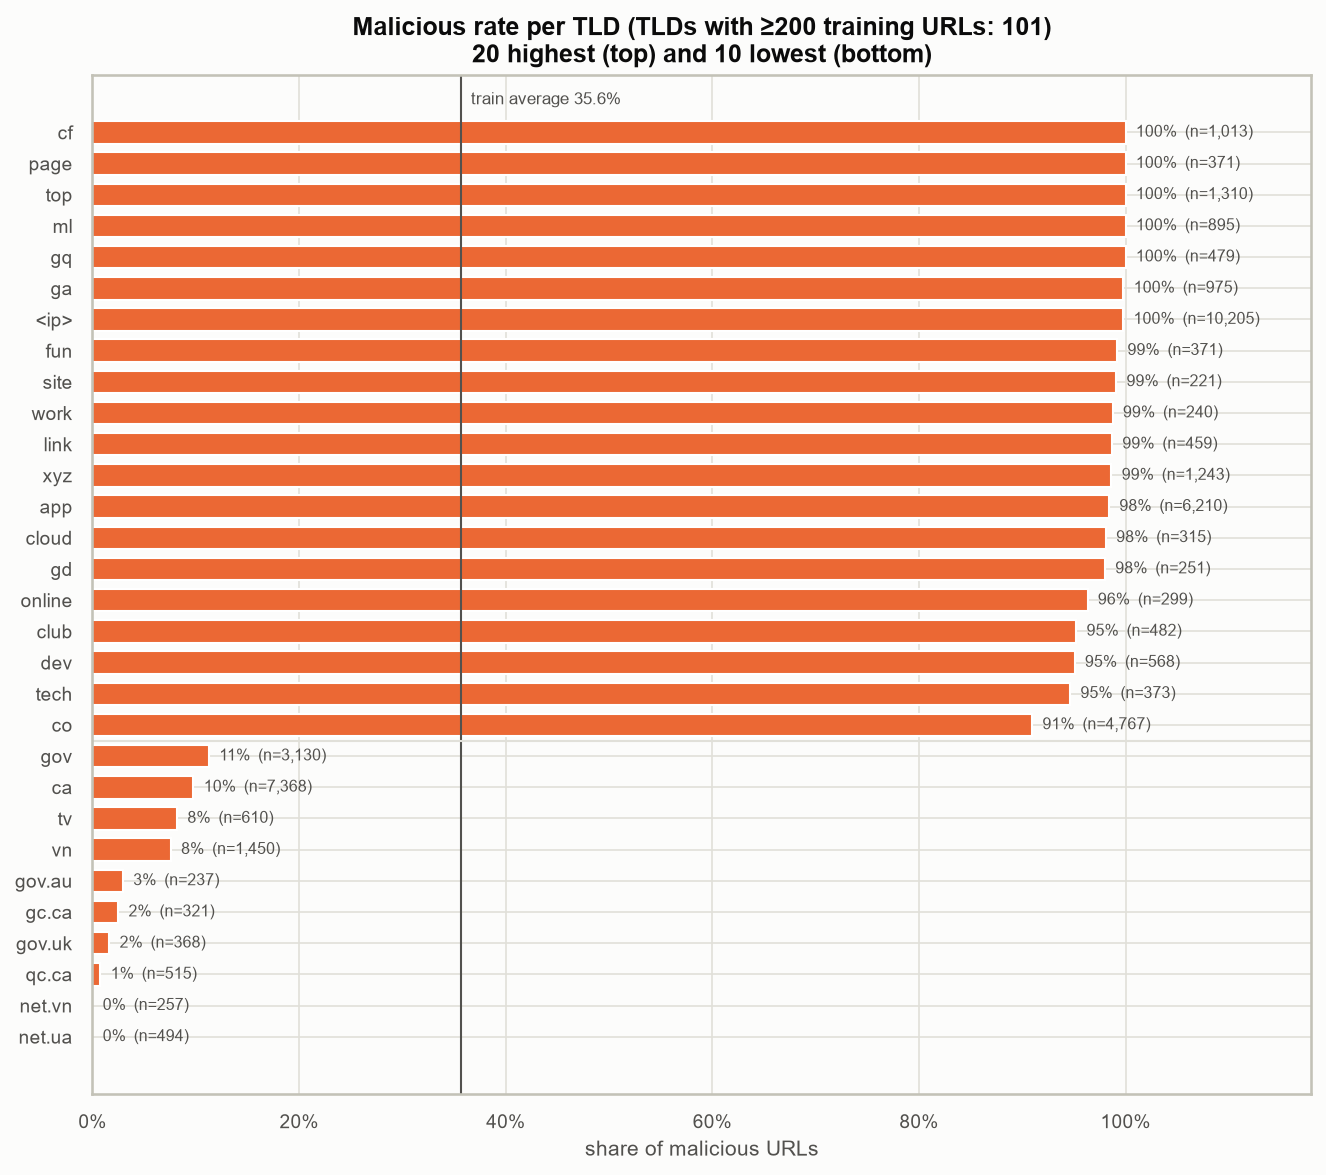 Malicious rate per TLD (TLDs with ≥200 training URLs: 101)
20 highest (top) and 10 lowest (bottom)
train average 35.6%
cf 100% (n=1,013)
page 100% (n=371)
top 100% (n=1,310)
ml 100% (n=895)
gq 100% (n=479)
ga 100% (n=975)
<ip> 100% (n=10,205)
fun 99% (n=371)
site 99% (n=221)
work 99% (n=240)
link 99% (n=459)
xyz 99% (n=1,243)
app 98% (n=6,210)
cloud 98% (n=315)
gd 98% (n=251)
online 96% (n=299)
club 95% (n=482)
dev 95% (n=568)
tech 95% (n=373)
co 91% (n=4,767)
gov 11% (n=3,130)
ca 10% (n=7,368)
tv 8% (n=610)
vn 8% (n=1,450)
gov.au 3% (n=237)
gc.ca 2% (n=321)
gov.uk 2% (n=368)
qc.ca 1% (n=515)
net.vn 0% (n=257)
net.ua 0% (n=494)
0% 20% 40% 60% 80% 100%
share of malicious URLs